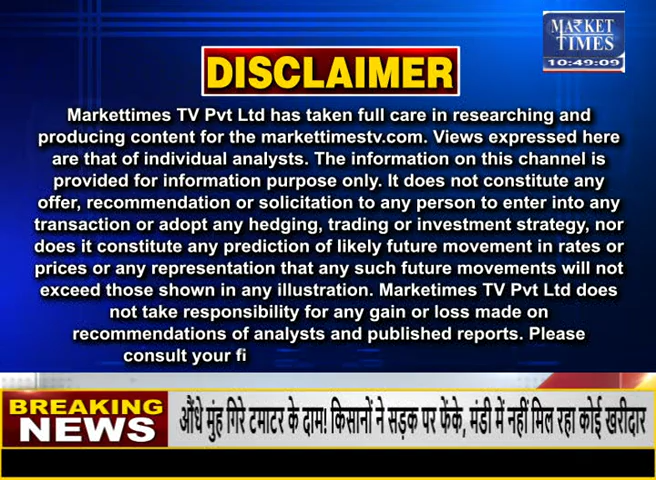 MARKET
TIMES
10:49:09
DISCLAIMER
Markettimes TV Pvt Ltd has taken full care in researching and
producing content for the markettimestv.com. Views expressed here
are that of individual analysts. The information on this channel is
provided for information purpose only. It does not constitute any
offer, recommendation or solicitation to any person to enter into any
transaction or adopt any hedging, trading or investment strategy, nor
does it constitute any prediction of likely future movement in rates or
prices or any representation that any such future movements will not
exceed those shown in any illustration. Marketimes TV Pvt Ltd does
not take responsibility for any gain or loss made on
recommendations of analysts and published reports. Please
consult your fi
BREAKING
NEWS
औंधे मुंह गिरे टमाटर के दाम! किसानों ने सड़क पर फेंके, मंडी में नहीं मिल रहा कोई खरीदार